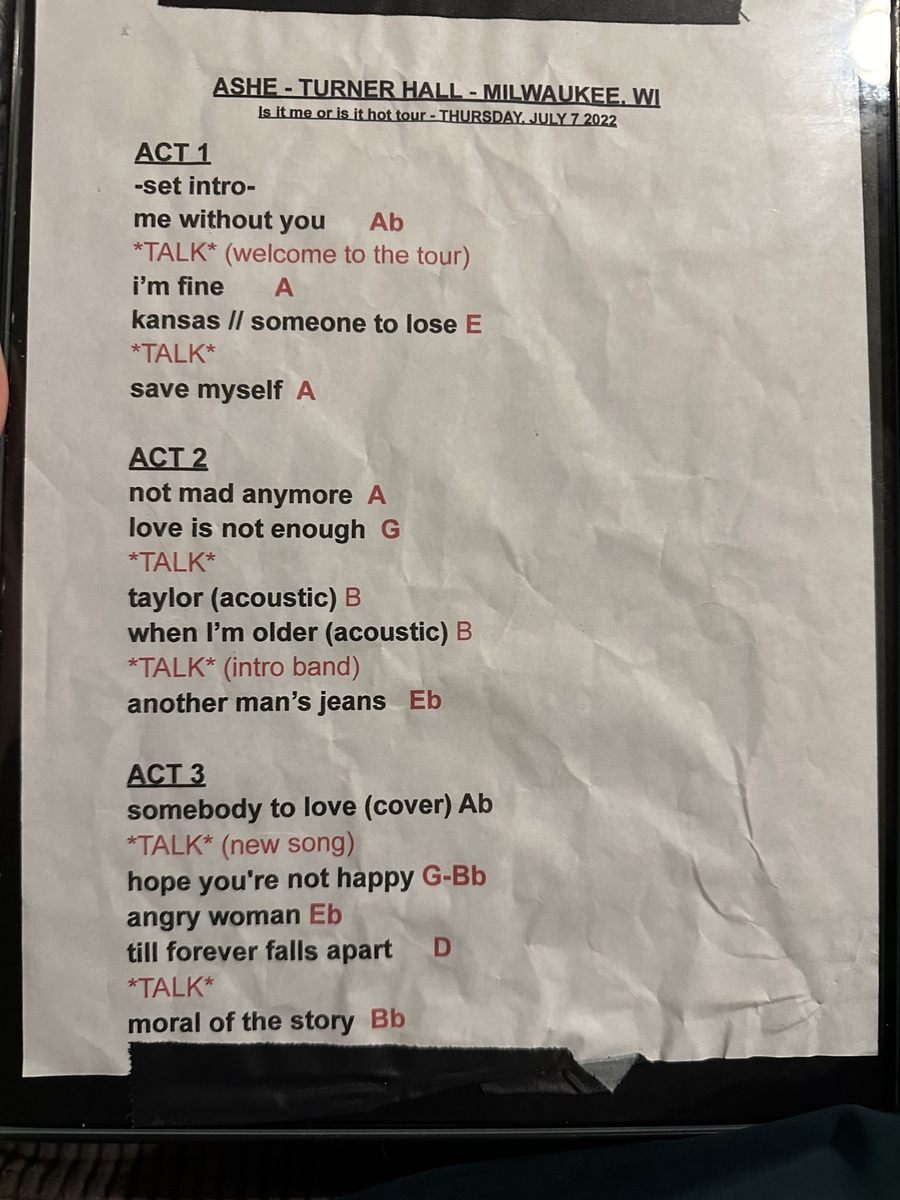 ASHE - TURNER HALL - MILWAUKEE, WI
Is it me or is it hot tour - THURSDAY, JULY 7 2022
ACT 1
-set intro-
me without you Ab
*TALK* (welcome to the tour)
i'm fine A
kansas // someone to lose E
*TALK*
save myself A
ACT 2
not mad anymore A
love is not enough G
*TALK*
taylor (acoustic) B
when I'm older (acoustic) B
*TALK* (intro band)
another man's jeans Eb
ACT 3
somebody to love (cover) Ab
*TALK* (new song)
hope you're not happy G-Bb
angry woman Eb
till forever falls apart D
*TALK*
moral of the story Bb